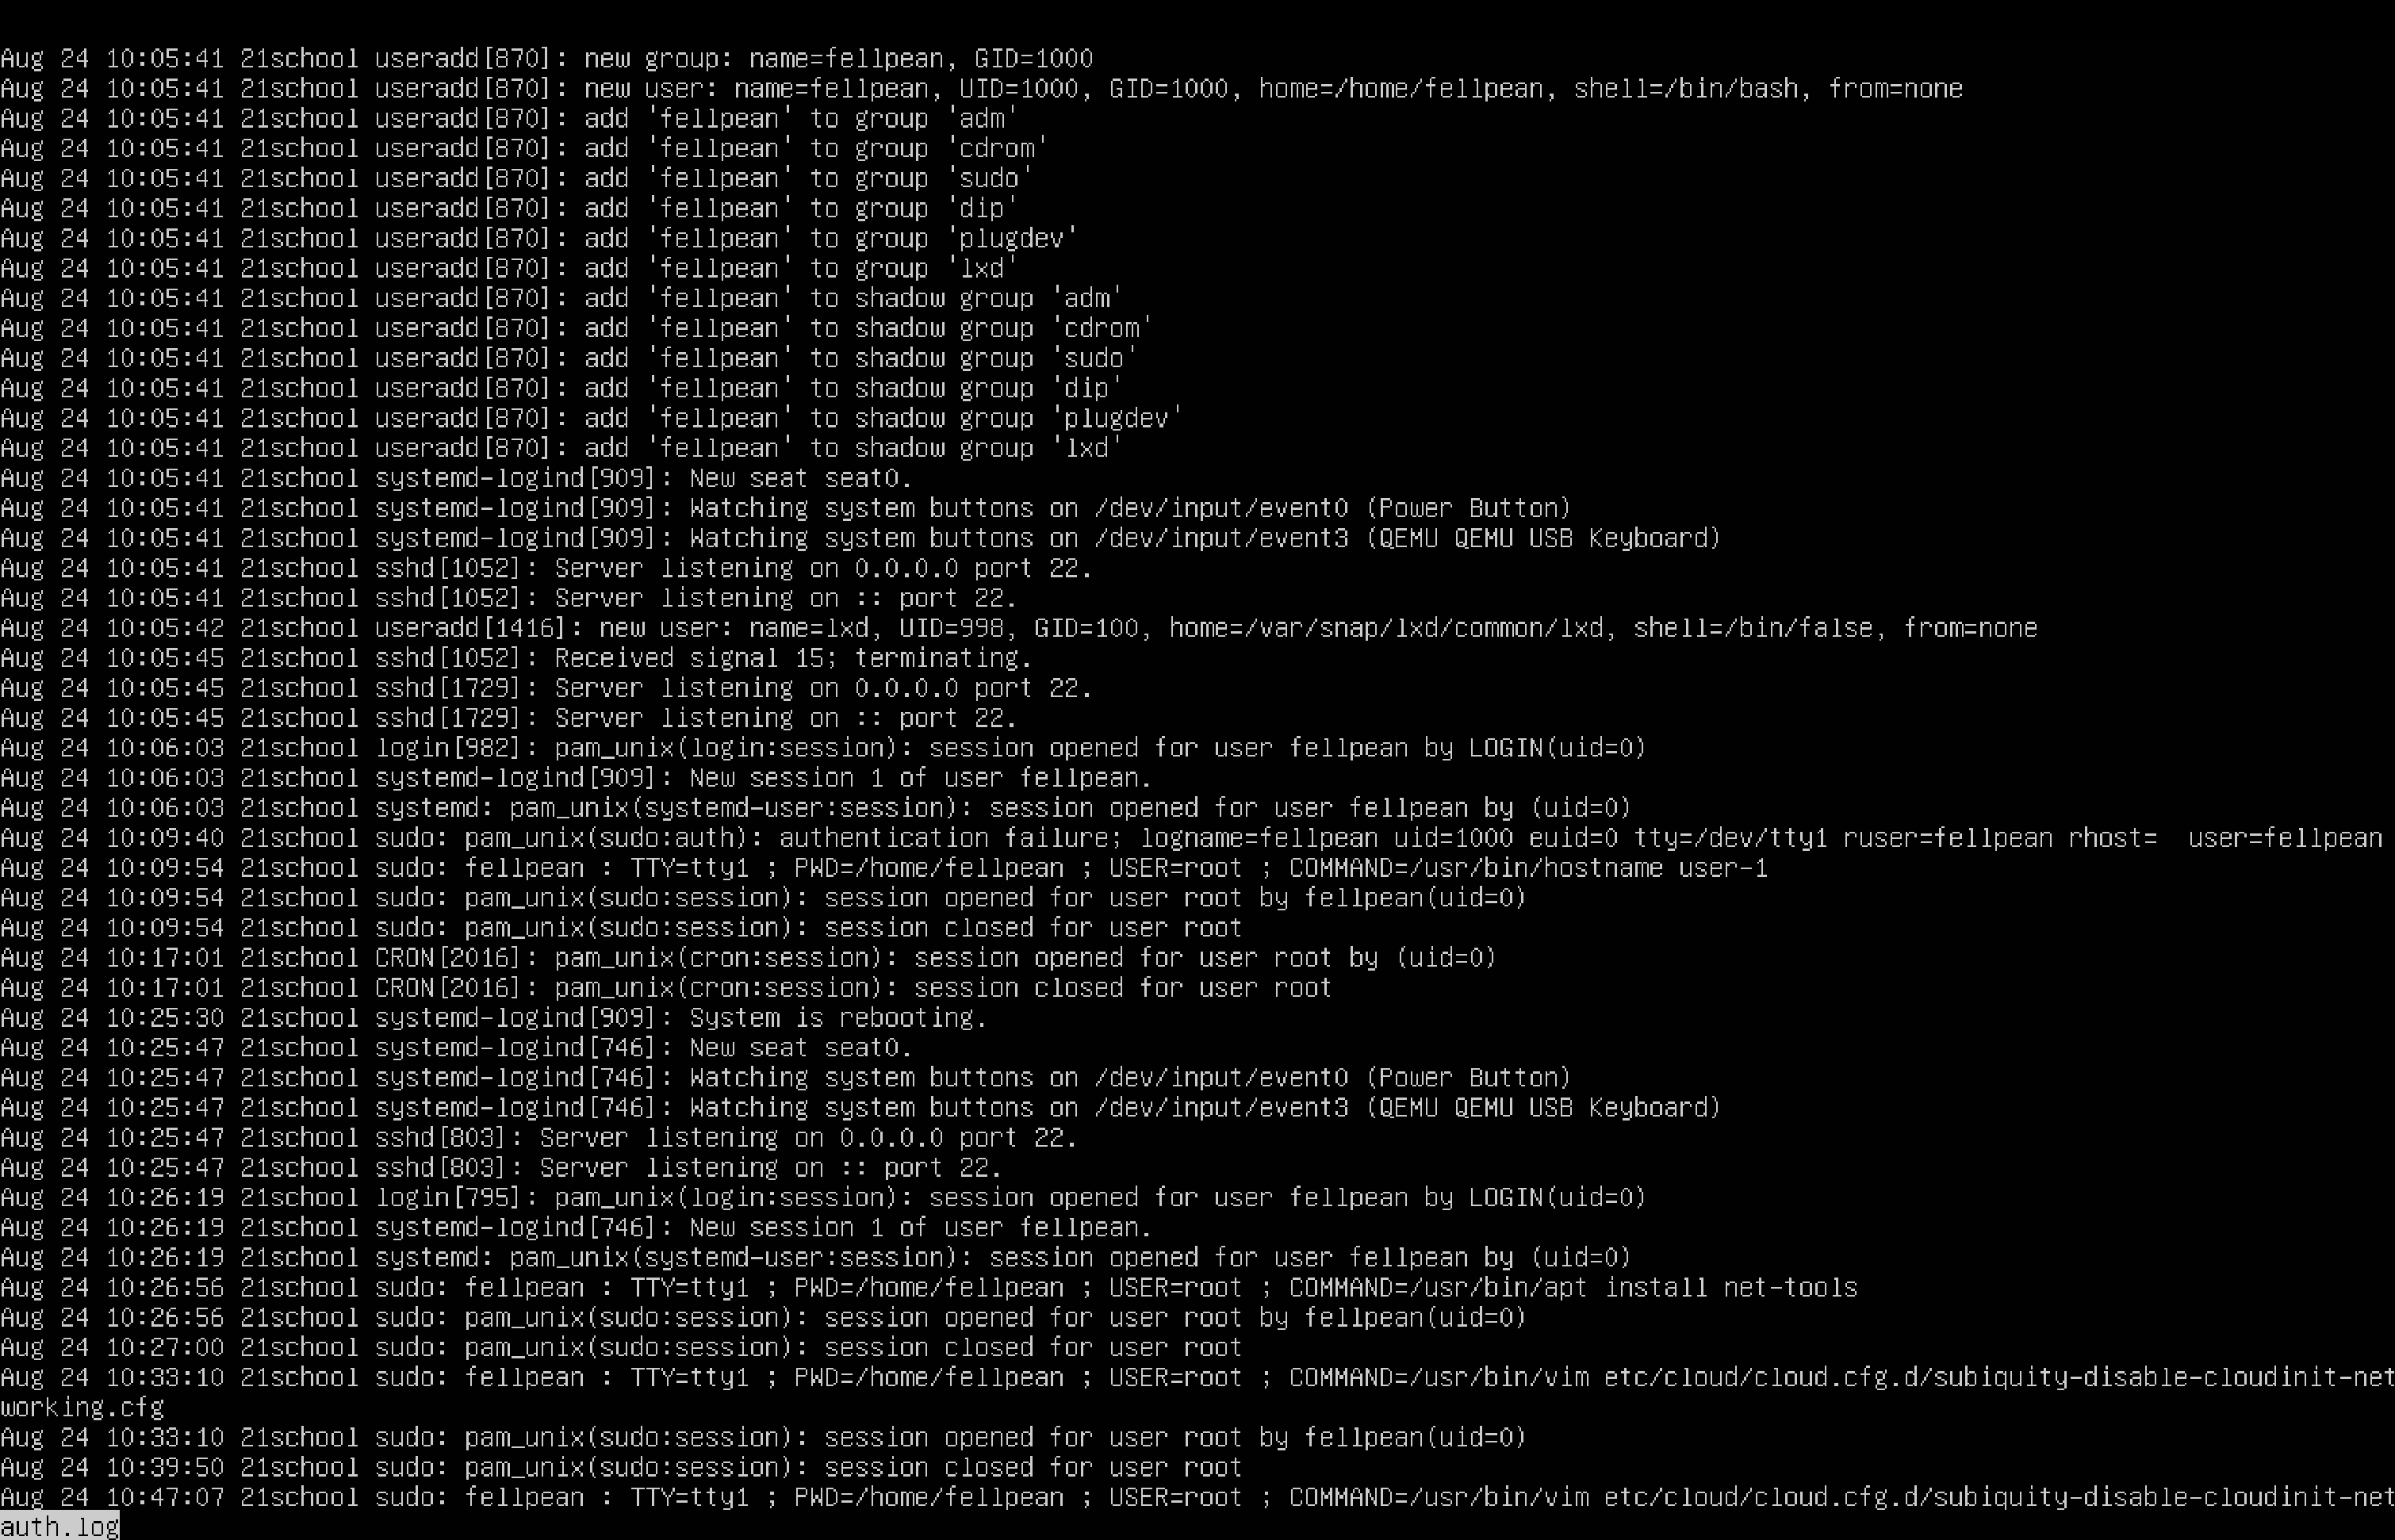 Aug 24 10:05:41 21school useradd[870]: new group: name=fellpean, GID=1000
Aug 24 10:05:41 21school useradd[870]: new user: name=fellpean, UID=1000, GID=1000, home=/home/fellpean, shell=/bin/bash, from=none
Aug 24 10:05:41 21school useradd[870]: add 'fellpean' to group 'adm'
Aug 24 10:05:41 21school useradd[870]: add 'fellpean' to group 'cdrom'
Aug 24 10:05:41 21school useradd[870]: add 'fellpean' to group 'sudo'
Aug 24 10:05:41 21school useradd[870]: add 'fellpean' to group 'dip'
Aug 24 10:05:41 21school useradd[870]: add 'fellpean' to group 'plugdev'
Aug 24 10:05:41 21school useradd[870]: add 'fellpean' to group 'lxd'
Aug 24 10:05:41 21school useradd[870]: add 'fellpean' to shadow group 'adm'
Aug 24 10:05:41 21school useradd[870]: add 'fellpean' to shadow group 'cdrom'
Aug 24 10:05:41 21school useradd[870]: add 'fellpean' to shadow group 'sudo'
Aug 24 10:05:41 21school useradd[870]: add 'fellpean' to shadow group 'dip'
Aug 24 10:05:41 21school useradd[870]: add 'fellpean' to shadow group 'plugdev'
Aug 24 10:05:41 21school useradd[870]: add 'fellpean' to shadow group 'lxd'
Aug 24 10:05:41 21school systemd-logind[909]: New seat seat0.
Aug 24 10:05:41 21school systemd-logind[909]: Watching system buttons on /dev/input/event0 (Power Button)
Aug 24 10:05:41 21school systemd-logind[909]: Watching system buttons on /dev/input/event3 (QEMU QEMU USB Keyboard)
Aug 24 10:05:41 21school sshd[1052]: Server listening on 0.0.0.0 port 22.
Aug 24 10:05:41 21school sshd[1052]: Server listening on :: port 22.
Aug 24 10:05:42 21school useradd[1416]: new user: name=lxd, UID=998, GID=100, home=/var/snap/lxd/common/lxd, shell=/bin/false, from=none
Aug 24 10:05:45 21school sshd[1052]: Received signal 15; terminating.
Aug 24 10:05:45 21school sshd[1729]: Server listening on 0.0.0.0 port 22.
Aug 24 10:05:45 21school sshd[1729]: Server listening on :: port 22.
Aug 24 10:06:03 21school login[982]: pam_unix(login:session): session opened for user fellpean by LOGIN(uid=0)
Aug 24 10:06:03 21school systemd-logind[909]: New session 1 of user fellpean.
Aug 24 10:06:03 21school systemd: pam_unix(systemd-user:session): session opened for user fellpean by (uid=0)
Aug 24 10:09:40 21school sudo: pam_unix(sudo:auth): authentication failure; logname=fellpean uid=1000 euid=0 tty=/dev/tty1 ruser=fellpean rhost=  user=fellpean
Aug 24 10:09:54 21school sudo: fellpean : TTY=tty1 ; PWD=/home/fellpean ; USER=root ; COMMAND=/usr/bin/hostname user-1
Aug 24 10:09:54 21school sudo: pam_unix(sudo:session): session opened for user root by fellpean(uid=0)
Aug 24 10:09:54 21school sudo: pam_unix(sudo:session): session closed for user root
Aug 24 10:17:01 21school CRON[2016]: pam_unix(cron:session): session opened for user root by (uid=0)
Aug 24 10:17:01 21school CRON[2016]: pam_unix(cron:session): session closed for user root
Aug 24 10:25:30 21school systemd-logind[909]: System is rebooting.
Aug 24 10:25:47 21school systemd-logind[746]: New seat seat0.
Aug 24 10:25:47 21school systemd-logind[746]: Watching system buttons on /dev/input/event0 (Power Button)
Aug 24 10:25:47 21school systemd-logind[746]: Watching system buttons on /dev/input/event3 (QEMU QEMU USB Keyboard)
Aug 24 10:25:47 21school sshd[803]: Server listening on 0.0.0.0 port 22.
Aug 24 10:25:47 21school sshd[803]: Server listening on :: port 22.
Aug 24 10:26:19 21school login[795]: pam_unix(login:session): session opened for user fellpean by LOGIN(uid=0)
Aug 24 10:26:19 21school systemd-logind[746]: New session 1 of user fellpean.
Aug 24 10:26:19 21school systemd: pam_unix(systemd-user:session): session opened for user fellpean by (uid=0)
Aug 24 10:26:56 21school sudo: fellpean : TTY=tty1 ; PWD=/home/fellpean ; USER=root ; COMMAND=/usr/bin/apt install net-tools
Aug 24 10:26:56 21school sudo: pam_unix(sudo:session): session opened for user root by fellpean(uid=0)
Aug 24 10:27:00 21school sudo: pam_unix(sudo:session): session closed for user root
Aug 24 10:33:10 21school sudo: fellpean : TTY=tty1 ; PWD=/home/fellpean ; USER=root ; COMMAND=/usr/bin/vim etc/cloud/cloud.cfg.d/subiquity-disable-cloudinit-net
working.cfg
Aug 24 10:33:10 21school sudo: pam_unix(sudo:session): session opened for user root by fellpean(uid=0)
Aug 24 10:39:50 21school sudo: pam_unix(sudo:session): session closed for user root
Aug 24 10:47:07 21school sudo: fellpean : TTY=tty1 ; PWD=/home/fellpean ; USER=root ; COMMAND=/usr/bin/vim etc/cloud/cloud.cfg.d/subiquity-disable-cloudinit-net
auth.log